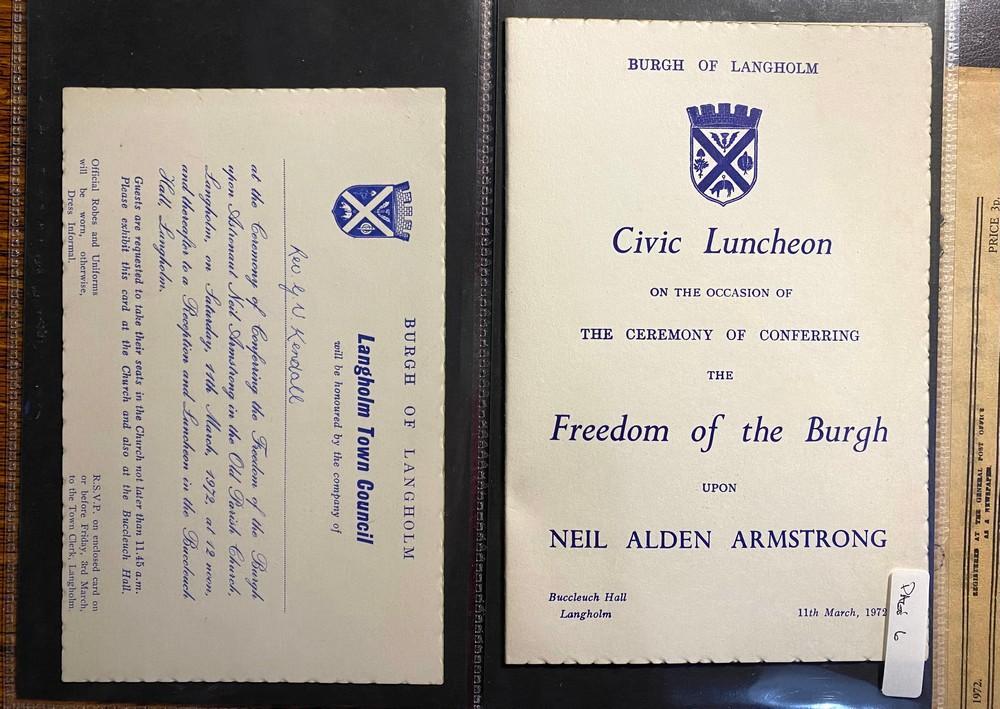 BURGH OF LANGHOLM
Langholm Town Council
will be honoured by the company of
Rev. G. V. Kendall
at the Ceremony of Conferring the Freedom of the Burgh
upon Astronaut Neil Armstrong in the Old Parish Church,
Langholm, on Saturday, 11th March, 1972, at 12 noon,
and thereafter to a Reception and Luncheon in the Buccleuch
Hall, Langholm.
Guests are requested to take their seats in the Church not later than 11.45 a.m.
Please exhibit this card at the Church and also at the Buccleuch Hall.
Official Robes and Uniforms
will be worn, otherwise,
Dress Informal.
R.S.V.P. on enclosed card on
or before Friday, 3rd March,
to the Town Clerk, Langholm.
BURGH OF LANGHOLM
Civic Luncheon
ON THE OCCASION OF
THE CEREMONY OF CONFERRING
THE
Freedom of the Burgh
UPON
NEIL ALDEN ARMSTRONG
Buccleuch Hall
Langholm
11th March, 1972
6
PRICE 3p.
REGISTERED AT THE GENERAL POST OFFICE
AS A NEWSPAPER
1972.